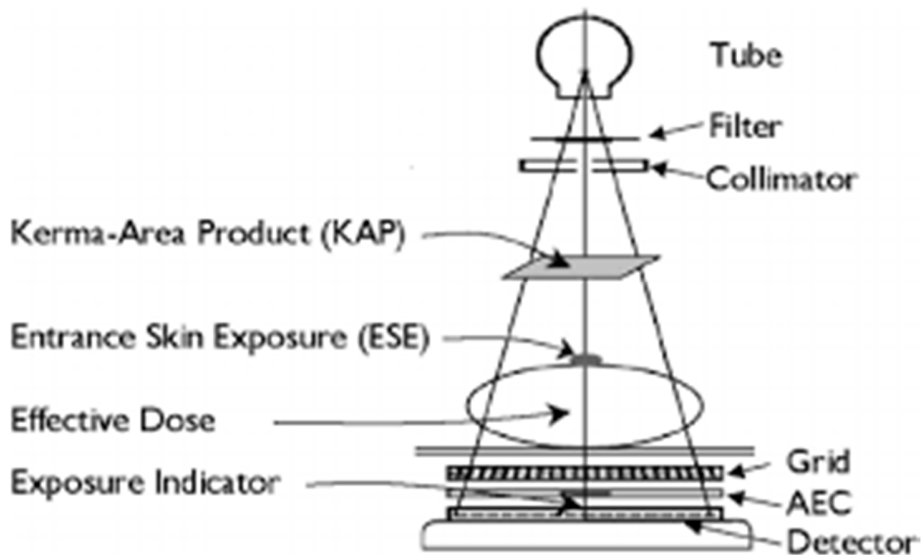 Tube
Filter
Collimator
Kerma-Area Product (KAP)
Entrance Skin Exposure (ESE)
Effective Dose
Grid
Exposure Indicator
AEC
Detector